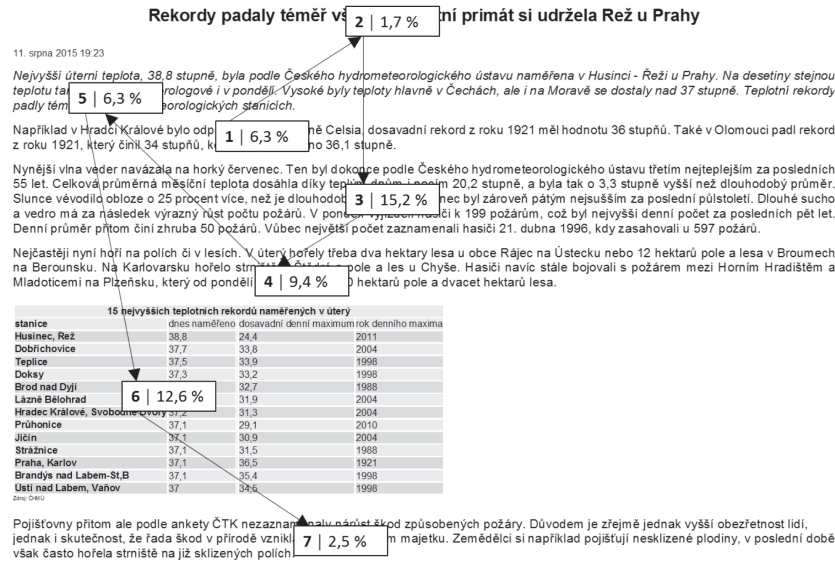 Rekordy padaly téměř vš 2 | 1,7 % tní primát si udržela Řež u Prahy
11. srpna 2015 19:23
Nejvyšší úterní teplota, 38,8 stupně, byla podle Českého hydrometeorologického ústavu naměřena v Husinci - Řeži u Prahy. Na desetiny stejnou
teplotu ta 5 | 6,3 % orologové i v pondělí. Vysoké byly teploty hlavně v Čechách, ale i na Moravě se dostaly nad 37 stupně. Teplotní rekordy
padly tém eorologických stanicích.
Například v Hradci Králové bylo odp 1 | 6,3 % ně Celsia, dosavadní rekord z roku 1921 měl hodnotu 36 stupňů. Také v Olomouci padl rekord
z roku 1921, který činil 34 stupňů, k no 36,1 stupně.
Nynější vlna veder navázala na horký červenec. Ten byl dokonce podle Českého hydrometeorologického ústavu třetím nejteplejším za posledních
55 let. Celková průměrná měsíční teplota dosáhla díky teplým dnům i nocím 20,2 stupně, a byla tak o 3,3 stupně vyšší než dlouhodobý průměr.
Slunce vévodilo obloze o 25 procent více, než je dlouhodob 3 | 15,2 % nec byl zároveň pátým nejsušším za poslední půlstoletí. Dlouhé sucho
a vedro má za následek výrazný růst počtu požárů. V pondělí vyjížděli hasiči k 199 požárům, což byl nejvyšší denní počet za posledních pět let.
Denní průměr přitom činí zhruba 50 požárů. Vůbec největší počet zaznamenali hasiči 21. dubna 1996, kdy zasahovali u 597 požárů.
Nejčastěji nyní hoří na polích či v lesích. V úterý hořely třeba dva hektary lesa u obce Rájec na Ústecku nebo 12 hektarů pole a lesa v Broumech
na Berounsku. Na Karlovarsku hořelo strniště u Štědré a pole a les u Chyše. Hasiči navíc stále bojovali s požárem mezi Horním Hradištěm a
Mladoticemi na Plzeňsku, který od pondělí 4 | 9,4 % 0 hektarů pole a dvacet hektarů lesa.
15 nejvyšších teplotních rekordů naměřených v úterý
stanice dnes naměřeno dosavadní denní maximum rok denního maxima
Husinec, Řež 38,8 24,4 2011
Dobřichovice 37,7 33,8 2004
Teplice 37,5 33,9 1998
Doksy 37,3 33,2 1998
Brod nad Dyjí 6 | 12,6 % 32,7 1988
Lázně Bělohrad 31,9 2004
Hradec Králové, Svobodné Dvory 37,2 31,3 2004
Průhonice 37,1 29,1 2010
Jičín 37,1 30,9 2004
Strážnice 37,1 31,5 1988
Praha, Karlov 37,1 36,5 1921
Brandýs nad Labem-St,B 37,1 35,4 1998
Ústí nad Labem, Vaňov 37 34,5 1998
Zdroj: ČHMÚ
Pojišťovny přitom ale podle ankety ČTK nezaznamenaly nárůst škod způsobených požáry. Důvodem je zřejmě jednak vyšší obezřetnost lidí,
jednak i skutečnost, že řada škod v přírodě vznikl 7 | 2,5 % m majetku. Zemědělci si například pojišťují nesklizené plodiny, v poslední době
však často hořela strniště na již sklizených polích.